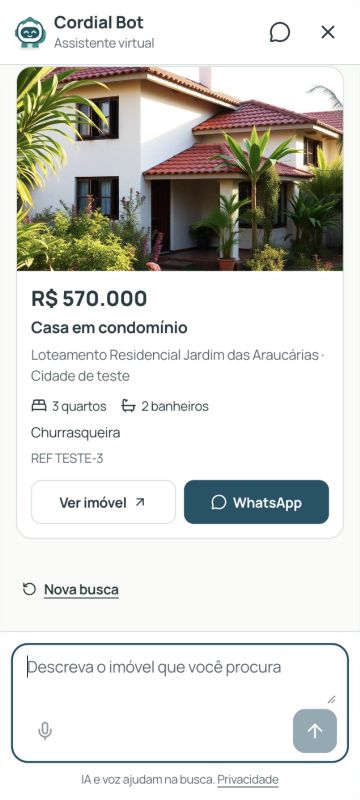 Cordial Bot
Assistente virtual
R$ 570.000
Casa em condomínio
Loteamento Residencial Jardim das Araucárias ·
Cidade de teste
3 quartos 2 banheiros
Churrasqueira
REF TESTE-3
Ver imóvel WhatsApp
Nova busca
Descreva o imóvel que você procura
IA e voz ajudam na busca. Privacidade